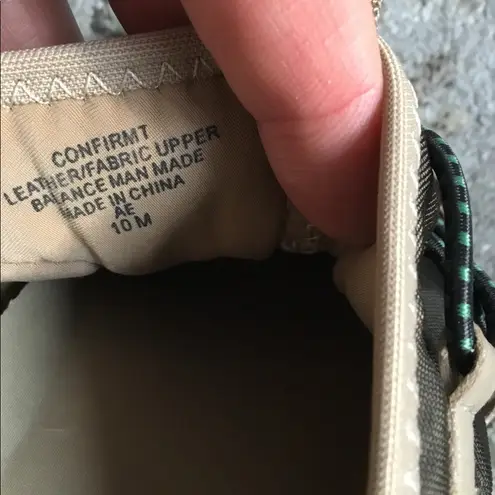 CONFIRMT
LEATHER/FABRIC UPPER
BALANCE MAN MADE
MADE IN CHINA
AE
10 M